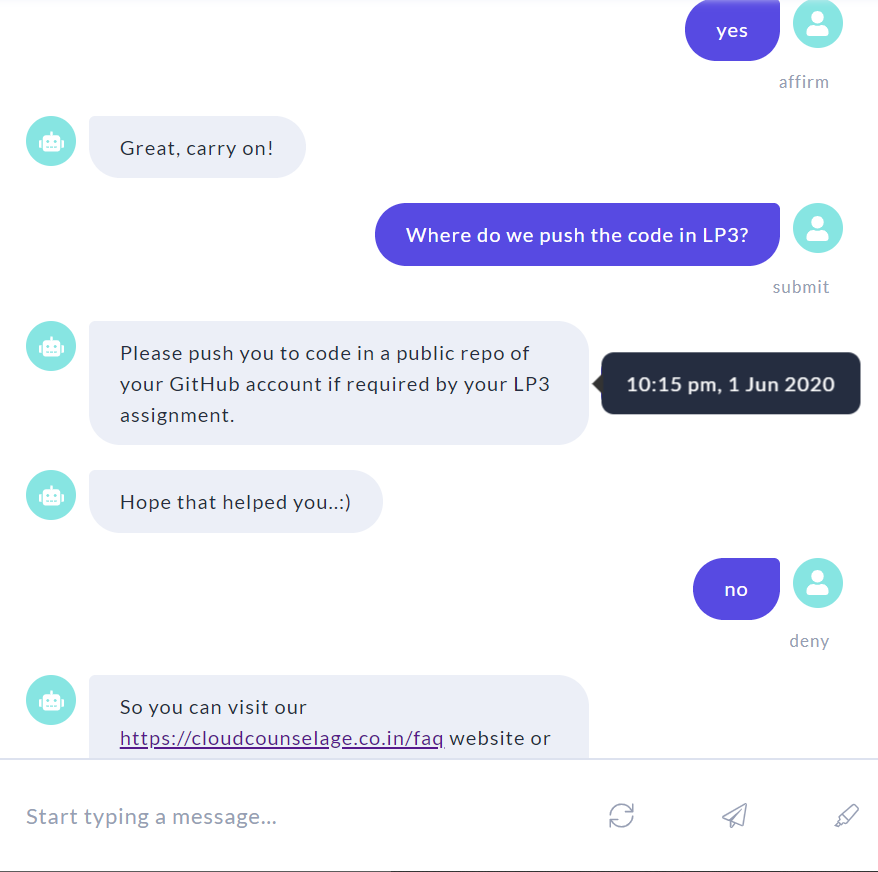 yes
affirm
Great, carry on!
Where do we push the code in LP3?
submit
Please push you to code in a public repo of
your GitHub account if required by your LP3
assignment.
10:15 pm, 1 Jun 2020
Hope that helped you..:)
no
deny
So you can visit our
https://cloudcounselage.co.in/faq website or
Start typing a message...